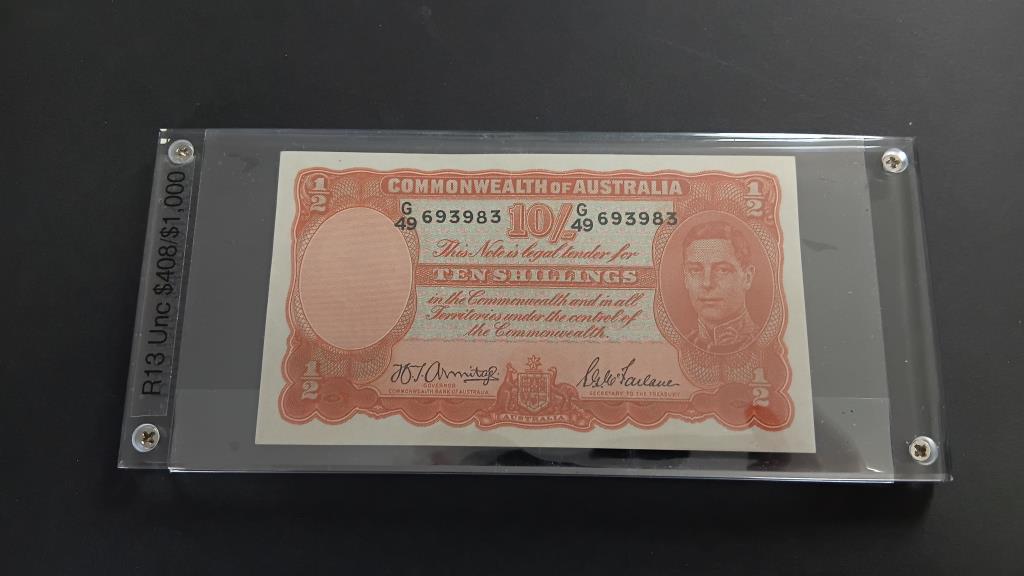 R13 Unc $408/$1,000
1/2
COMMONWEALTH OF AUSTRALIA
1/2
G/49 693983 10/- G/49 693983
This Note is legal tender for
TEN SHILLINGS
in the Commonwealth and in all
Territories under the control of
the Commonwealth.
1/2
H.T. Armitage
GOVERNOR
COMMONWEALTH BANK OF AUSTRALIA.
AUSTRALIA
S.G. McFarlane
SECRETARY TO THE TREASURY
1/2